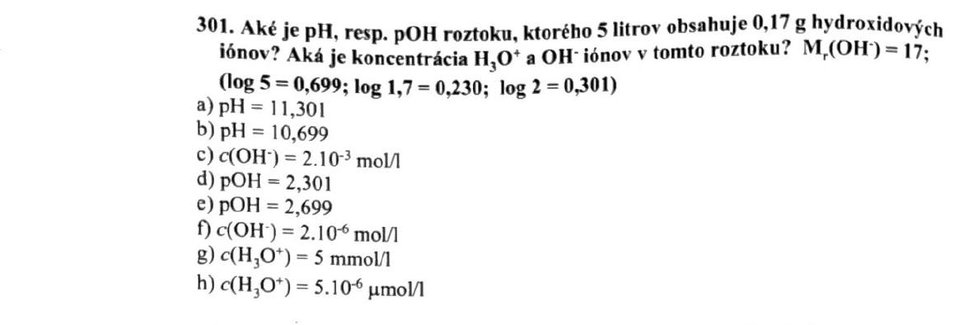 301. Aké je pH, resp. pOH roztoku, ktorého 5 litrov obsahuje 0,17 g hydroxidových
iónov? Aká je koncentrácia H₃O⁺ a OH⁻ iónov v tomto roztoku? Mᵣ(OH⁻) = 17;
(log 5 = 0,699; log 1,7 = 0,230; log 2 = 0,301)
a) pH = 11,301
b) pH = 10,699
c) c(OH⁻) = 2.10⁻³ mol/l
d) pOH = 2,301
e) pOH = 2,699
f) c(OH⁻) = 2.10⁻⁶ mol/l
g) c(H₃O⁺) = 5 mmol/l
h) c(H₃O⁺) = 5.10⁻⁶ μmol/l